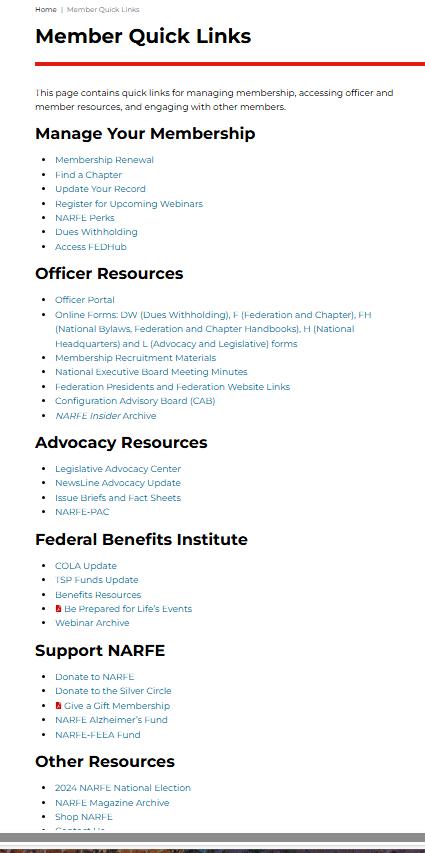 Home | Member Quick Links
Member Quick Links
This page contains quick links for managing membership, accessing officer and
member resources, and engaging with other members.
Manage Your Membership
Membership Renewal
Find a Chapter
Update Your Record
Register for Upcoming Webinars
NARFE Perks
Dues Withholding
Access FEDHub
Officer Resources
Officer Portal
Online Forms: DW (Dues Withholding), F (Federation and Chapter), FH
(National Bylaws, Federation and Chapter Handbooks), H (National
Headquarters) and L (Advocacy and Legislative) forms
Membership Recruitment Materials
National Executive Board Meeting Minutes
Federation Presidents and Federation Website Links
Configuration Advisory Board (CAB)
NARFE Insider Archive
Advocacy Resources
Legislative Advocacy Center
NewsLine Advocacy Update
Issue Briefs and Fact Sheets
NARFE-PAC
Federal Benefits Institute
COLA Update
TSP Funds Update
Benefits Resources
Be Prepared for Life's Events
Webinar Archive
Support NARFE
Donate to NARFE
Donate to the Silver Circle
Give a Gift Membership
NARFE Alzheimer's Fund
NARFE-FEEA Fund
Other Resources
2024 NARFE National Election
NARFE Magazine Archive
Shop NARFE